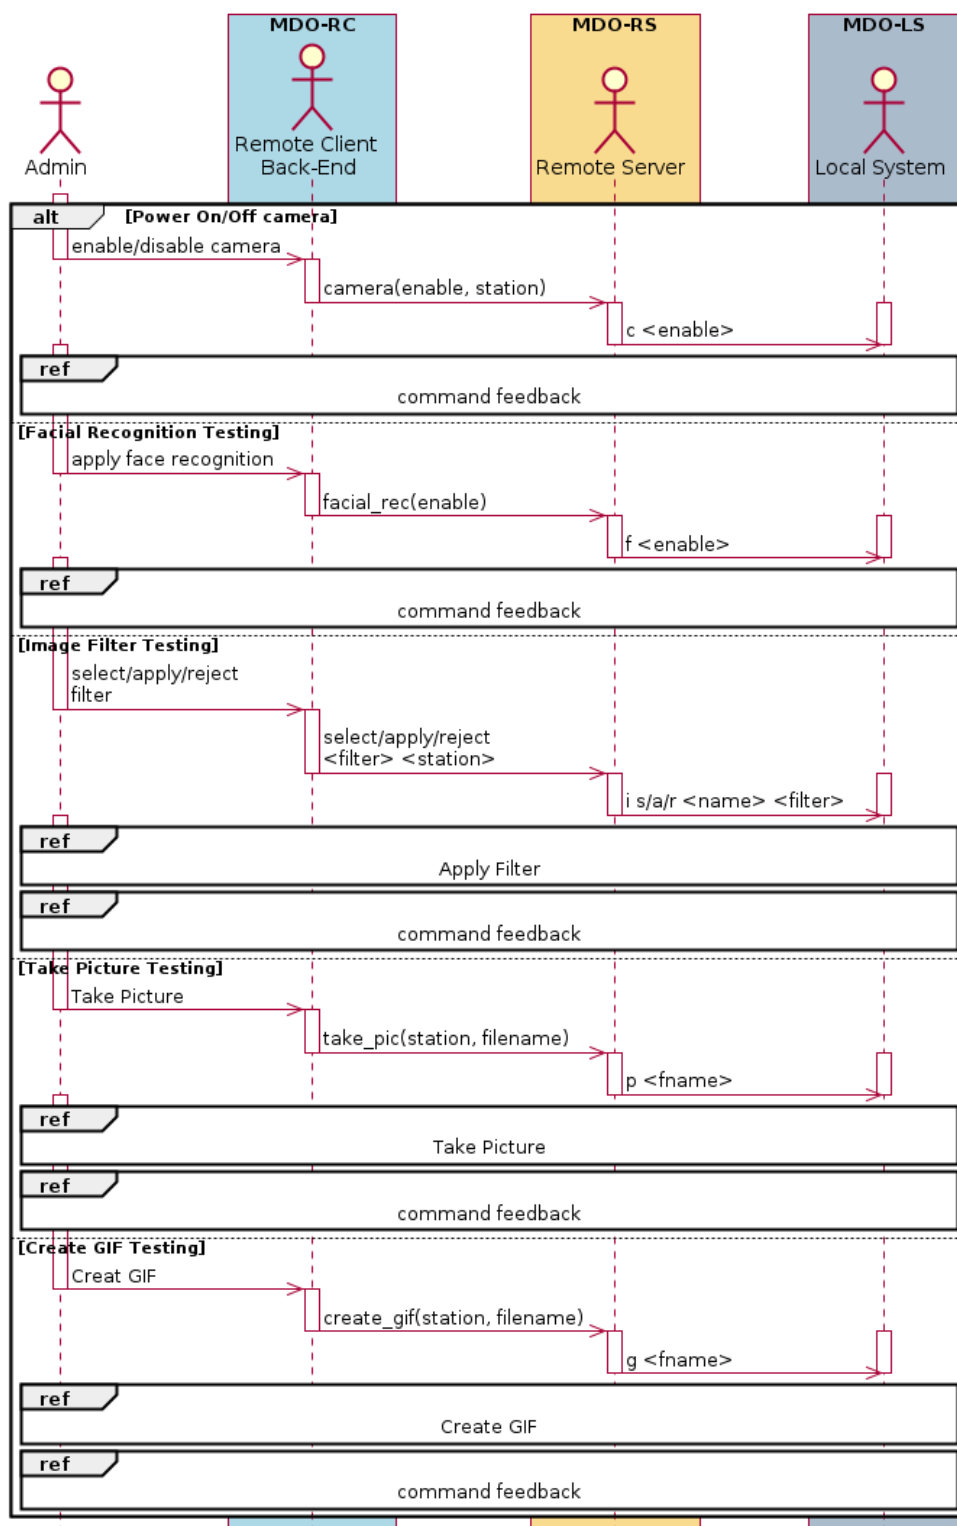 MDO-RC
MDO-RS
MDO-LS
Admin
Remote Client
Back-End
Remote Server
Local System
alt
[Power On/Off camera]
enable/disable camera
camera(enable, station)
c <enable>
ref
command feedback
[Facial Recognition Testing]
apply face recognition
facial_rec(enable)
f <enable>
ref
command feedback
[Image Filter Testing]
select/apply/reject
filter
select/apply/reject
<filter> <station>
i s/a/r <name> <filter>
ref
Apply Filter
ref
command feedback
[Take Picture Testing]
Take Picture
take_pic(station, filename)
p <fname>
ref
Take Picture
ref
command feedback
[Create GIF Testing]
Creat GIF
create_gif(station, filename)
g <fname>
ref
Create GIF
ref
command feedback